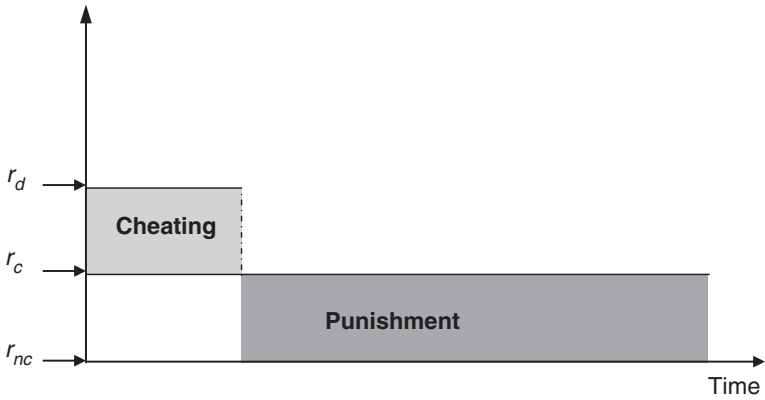 r_d
Cheating
r_c
Punishment
r_nc
Time